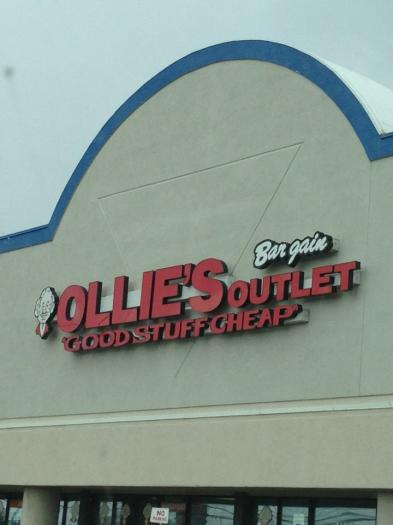 Bargain
OLLIE'S OUTLET
'GOOD STUFF CHEAP'
NO
PARKING